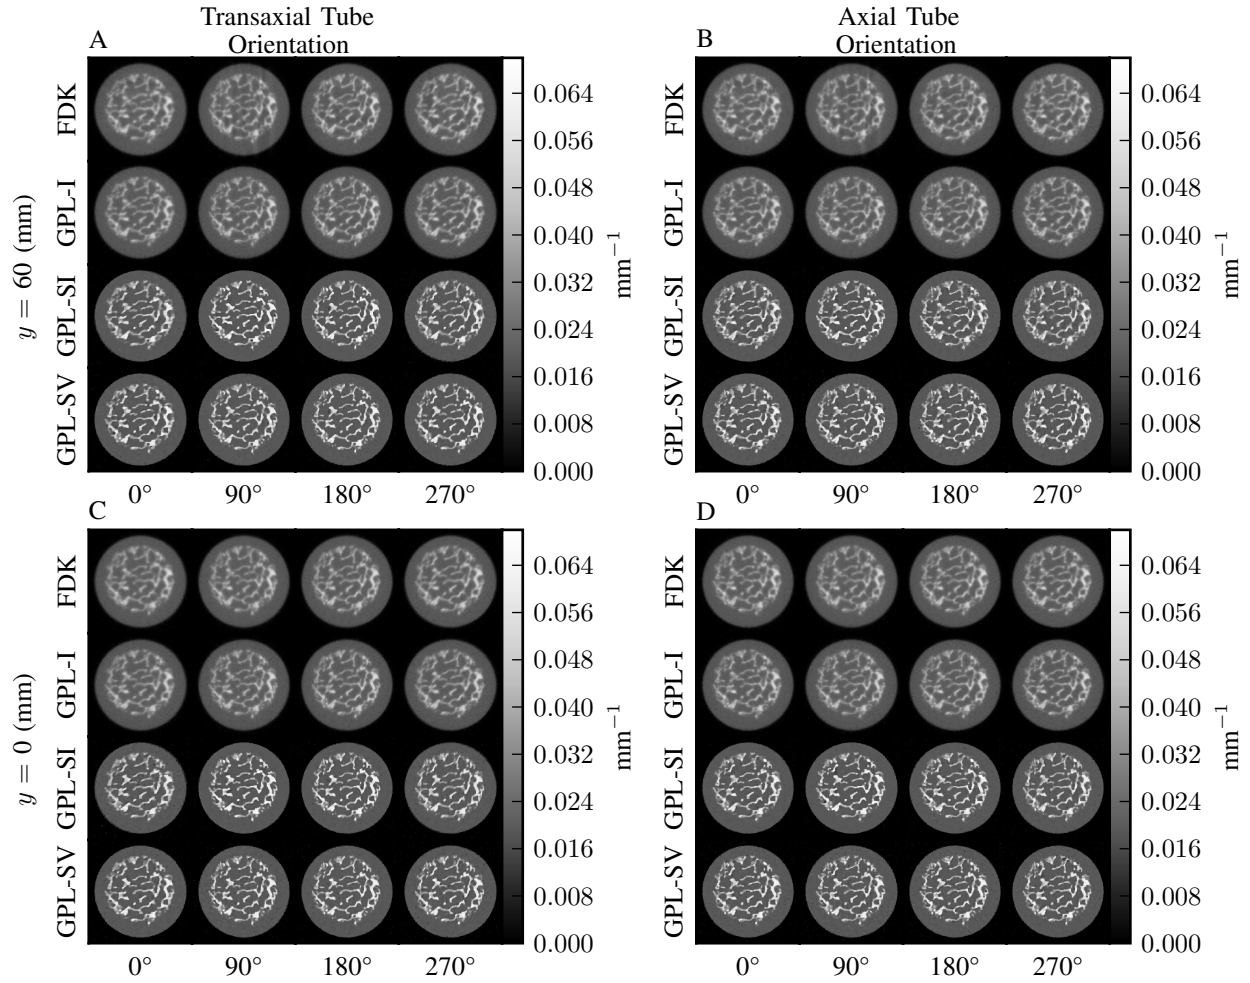 Transaxial Tube
Orientation
Axial Tube
Orientation
A
B
y = 60 (mm)
FDK
GPL-I
GPL-SI
GPL-SV
0.064
0.056
0.048
0.040
0.032
0.024
0.016
0.008
0.000
mm⁻¹
0° 90° 180° 270°
FDK
GPL-I
GPL-SI
GPL-SV
0.064
0.056
0.048
0.040
0.032
0.024
0.016
0.008
0.000
mm⁻¹
0° 90° 180° 270°
C
D
y = 0 (mm)
FDK
GPL-I
GPL-SI
GPL-SV
0.064
0.056
0.048
0.040
0.032
0.024
0.016
0.008
0.000
mm⁻¹
0° 90° 180° 270°
FDK
GPL-I
GPL-SI
GPL-SV
0.064
0.056
0.048
0.040
0.032
0.024
0.016
0.008
0.000
mm⁻¹
0° 90° 180° 270°